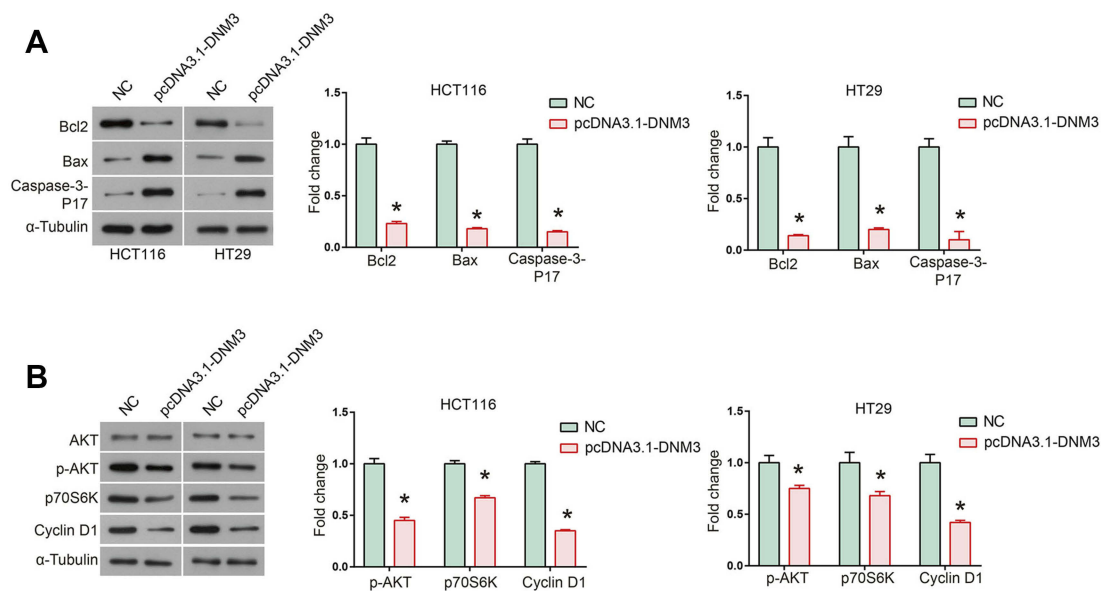 A
NC
pcDNA3.1-DNM3
NC
pcDNA3.1-DNM3
Bcl2
Bax
Caspase-3-
P17
α-Tubulin
HCT116
HT29
HCT116
NC
pcDNA3.1-DNM3
Fold change
1.5
1.0
0.5
0.0
Bcl2
Bax
Caspase-3-
P17
HT29
NC
pcDNA3.1-DNM3
Fold change
1.5
1.0
0.5
0.0
Bcl2
Bax
Caspase-3-
P17
*
*
*
*
*
*
B
NC
pcDNA3.1-DNM3
NC
pcDNA3.1-DNM3
AKT
p-AKT
p70S6K
Cyclin D1
α-Tubulin
HCT116
NC
pcDNA3.1-DNM3
Fold change
1.5
1.0
0.5
0.0
p-AKT
p70S6K
Cyclin D1
HT29
NC
pcDNA3.1-DNM3
Fold change
1.5
1.0
0.5
0.0
p-AKT
p70S6K
Cyclin D1
*
*
*
*
*
*